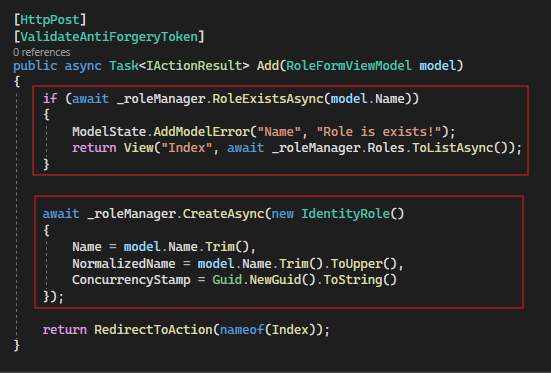 [HttpPost]
[ValidateAntiForgeryToken]
0 references
public async Task<IActionResult> Add(RoleFormViewModel model)
{
if (await _roleManager.RoleExistsAsync(model.Name))
{
ModelState.AddModelError("Name", "Role is exists!");
return View("Index", await _roleManager.Roles.ToListAsync());
}
await _roleManager.CreateAsync(new IdentityRole()
{
Name = model.Name.Trim(),
NormalizedName = model.Name.Trim().ToUpper(),
ConcurrencyStamp = Guid.NewGuid().ToString()
});
return RedirectToAction(nameof(Index));
}